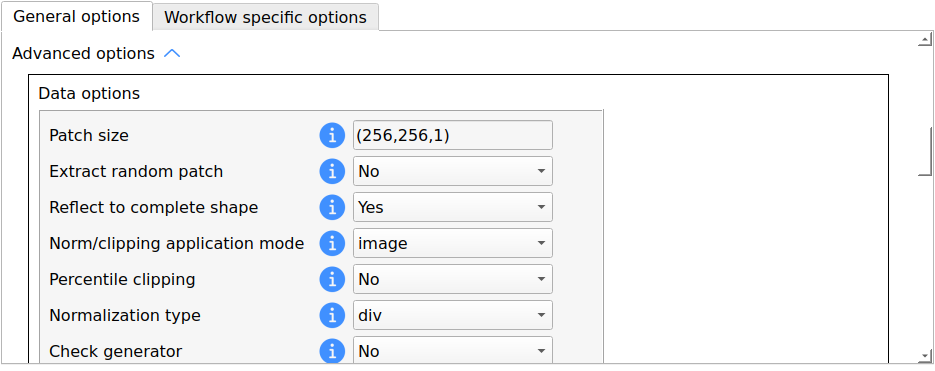 General options Workflow specific options
Advanced options
Data options
Patch size i (256,256,1)
Extract random patch i No
Reflect to complete shape i Yes
Norm/clipping application mode i image
Percentile clipping i No
Normalization type i div
Check generator i No